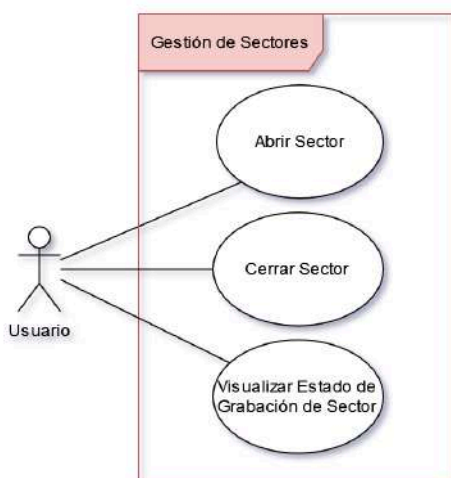 Gestión de Sectores
Abrir Sector
Cerrar Sector
Usuario
Visualizar Estado de
Grabación de Sector